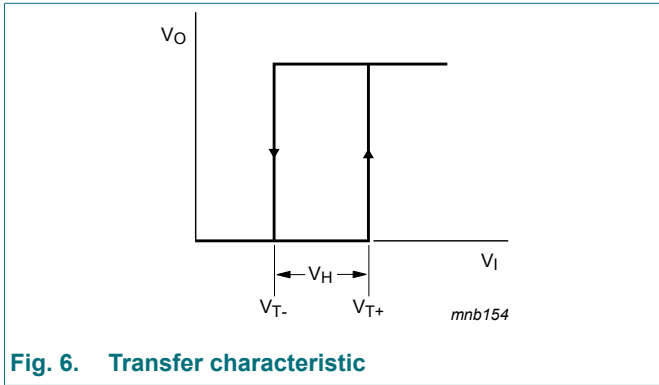 VO
VH
VI
VT-
VT+
mnb154
Fig. 6. Transfer characteristic